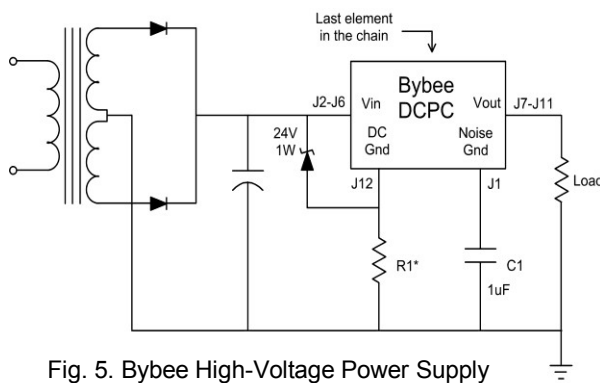 Last element
in the chain
Bybee
DCPC
J2-J6
Vin
Vout
J7-J11
24V
1W
DC
Gnd
Noise
Gnd
J12
J1
Load
R1*
C1
1uF
Fig. 5. Bybee High-Voltage Power Supply